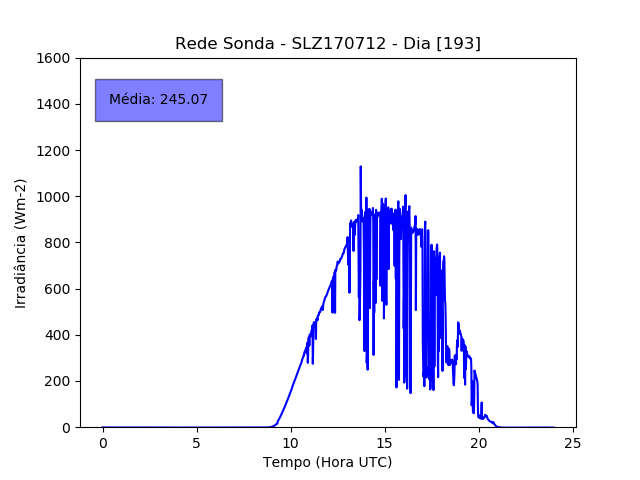 Rede Sonda - SLZ170712 - Dia [193]
1600
1400
1200
1000
800
600
400
200
0
Média: 245.07
Irradiância (Wm-2)
0 5 10 15 20 25
Tempo (Hora UTC)